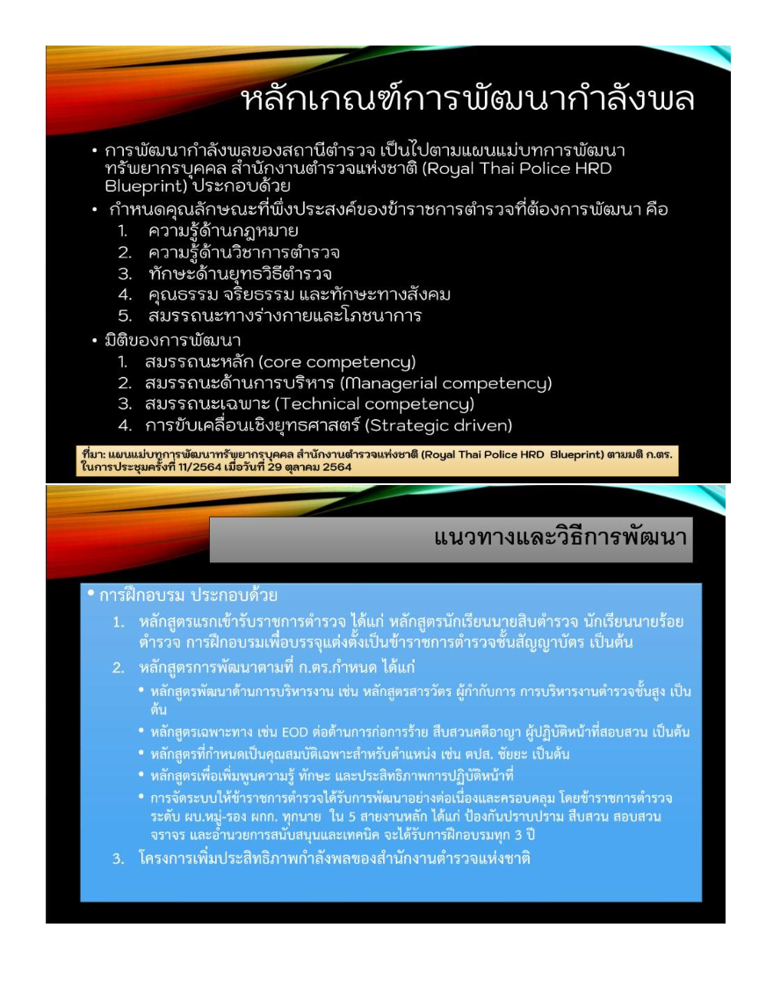 หลักเกณฑ์การพัฒนากำลังพล
• การพัฒนากำลังพลของสถานีตำรวจ เป็นไปตามแผนแม่บทการพัฒนา
ทรัพยากรบุคคล สำนักงานตำรวจแห่งชาติ (Royal Thai Police HRD
Blueprint) ประกอบด้วย
• กำหนดคุณลักษณะที่พึ่งประสงค์ของข้าราชการตำรวจที่ต้องการพัฒนา คือ
1. ความรู้ด้านกฎหมาย
2. ความรู้ด้านวิชาการตำรวจ
3. ทักษะด้านยุทธวิธีตำรวจ
4. คุณธรรม จริยธรรม และทักษะทางสังคม
5. สมรรถนะทางร่างกายและโภชนาการ
• มิติของการพัฒนา
1. สมรรถนะหลัก (core competency)
2. สมรรถนะด้านการบริหาร (Managerial competency)
3. สมรรถนะเฉพาะ (Technical competency)
4. การขับเคลื่อนเชิงยุทธศาสตร์ (Strategic driven)
ที่มา: แผนแม่บทการพัฒนาทรัพยากรบุคคล สำนักงานตำรวจแห่งชาติ (Royal Thai Police HRD Blueprint) ตามมติ ก.ตร.
ในการประชุมครั้งที่ 11/2564 เมื่อวันที่ 29 ตุลาคม 2564
แนวทางและวิธีการพัฒนา
• การฝึกอบรม ประกอบด้วย
1. หลักสูตรแรกเข้ารับราชการตำรวจ ได้แก่ หลักสูตรนักเรียนนายสิบตำรวจ นักเรียนนายร้อย
ตำรวจ การฝึกอบรมเพื่อบรรจุแต่งตั้งเป็นข้าราชการตำรวจชั้นสัญญาบัตร เป็นต้น
2. หลักสูตรการพัฒนาตามที่ ก.ตร.กำหนด ได้แก่
• หลักสูตรพัฒนาด้านการบริหารงาน เช่น หลักสูตรสารวัตร ผู้กำกับการ การบริหารงานตำรวจชั้นสูง เป็น
ต้น
• หลักสูตรเฉพาะทาง เช่น EOD ต่อต้านการก่อการร้าย สืบสวนคดีอาญา ผู้ปฏิบัติหน้าที่สอบสวน เป็นต้น
• หลักสูตรที่กำหนดเป็นคุณสมบัติเฉพาะสำหรับตำแหน่ง เช่น ตปส. ชัยยะ เป็นต้น
• หลักสูตรเพื่อเพิ่มพูนความรู้ ทักษะ และประสิทธิภาพการปฏิบัติหน้าที่
• การจัดระบบให้ข้าราชการตำรวจได้รับการพัฒนาอย่างต่อเนื่องและครอบคลุม โดยข้าราชการตำรวจ
ระดับ ผบ.หมู่-รอง ผกก. ทุกนาย ใน 5 สายงานหลัก ได้แก่ ป้องกันปราบปราม สืบสวน สอบสวน
จราจร และอำนวยการสนับสนุนและเทคนิค จะได้รับการฝึกอบรมทุก 3 ปี
3. โครงการเพิ่มประสิทธิภาพกำลังพลของสำนักงานตำรวจแห่งชาติ